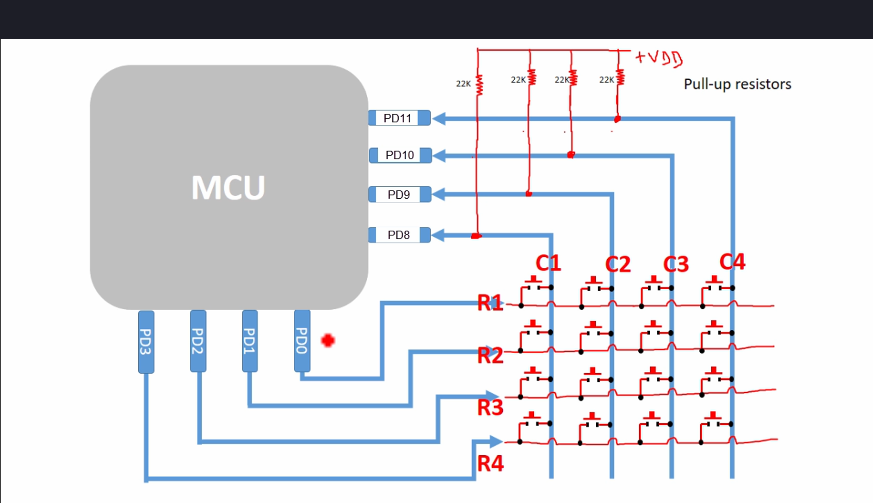 +VDD
22K 22K 22K 22K
Pull-up resistors
PD11
PD10
MCU
PD9
PD8
C1 C2 C3 C4
R1
PD3 PD2 PD1 PD0
R2
R3
R4